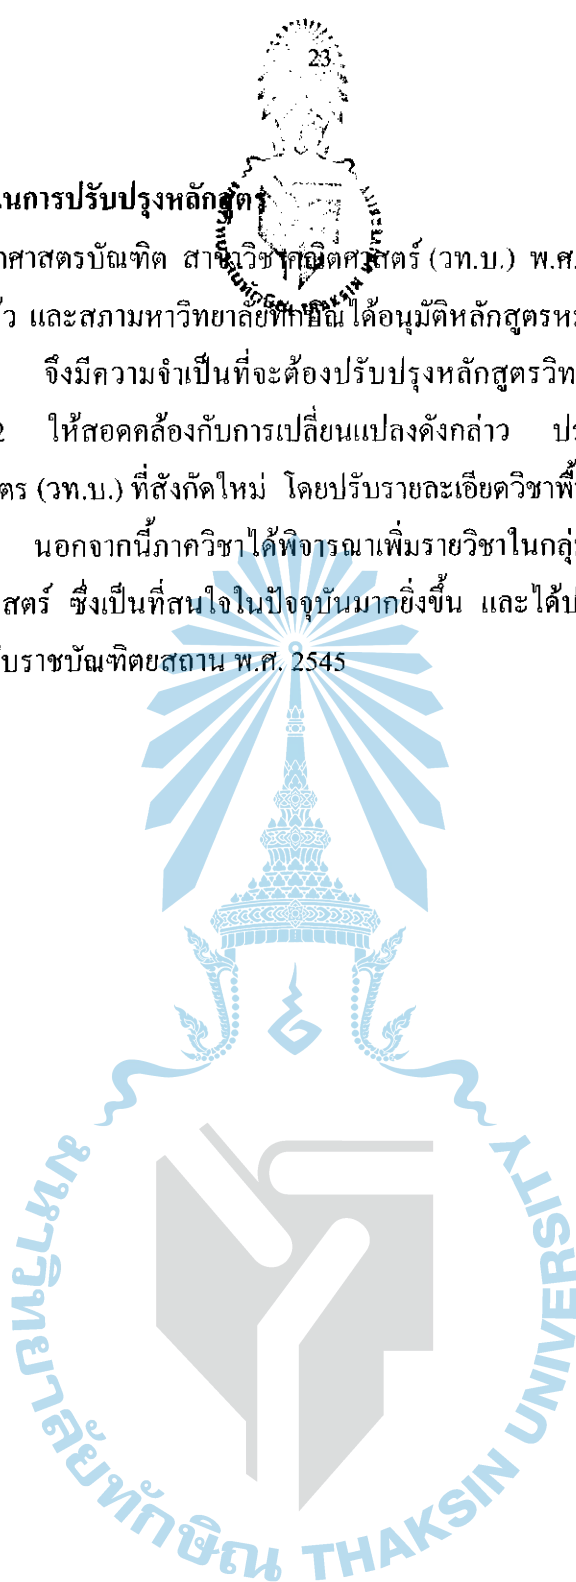 23
ในการปรับปรุงหลักสูตร
ศาสตรบัณฑิต สาขาวิชาคณิตศาสตร์ (วท.บ.) พ.ศ.
และสภามหาวิทยาลัยทักษิณได้อนุมัติหลักสูตร
จึงมีความจำเป็นที่จะต้องปรับปรุงหลักสูตรวิท
2 ให้สอดคล้องกับการเปลี่ยนแปลงดังกล่าว ปร
(วท.บ.) ที่สังกัดใหม่ โดยปรับรายละเอียดวิชาพื้
นอกจากนี้ภาควิชาได้พิจารณาเพิ่มรายวิชาในกลุ่
สตร์ ซึ่งเป็นที่สนใจในปัจจุบันมากยิ่งขึ้น และได้ป
บราชบัณฑิตยสถาน พ.ศ. 2545
มหาวิทยาลัยทักษิณ THAKSIN UNIVERSITY